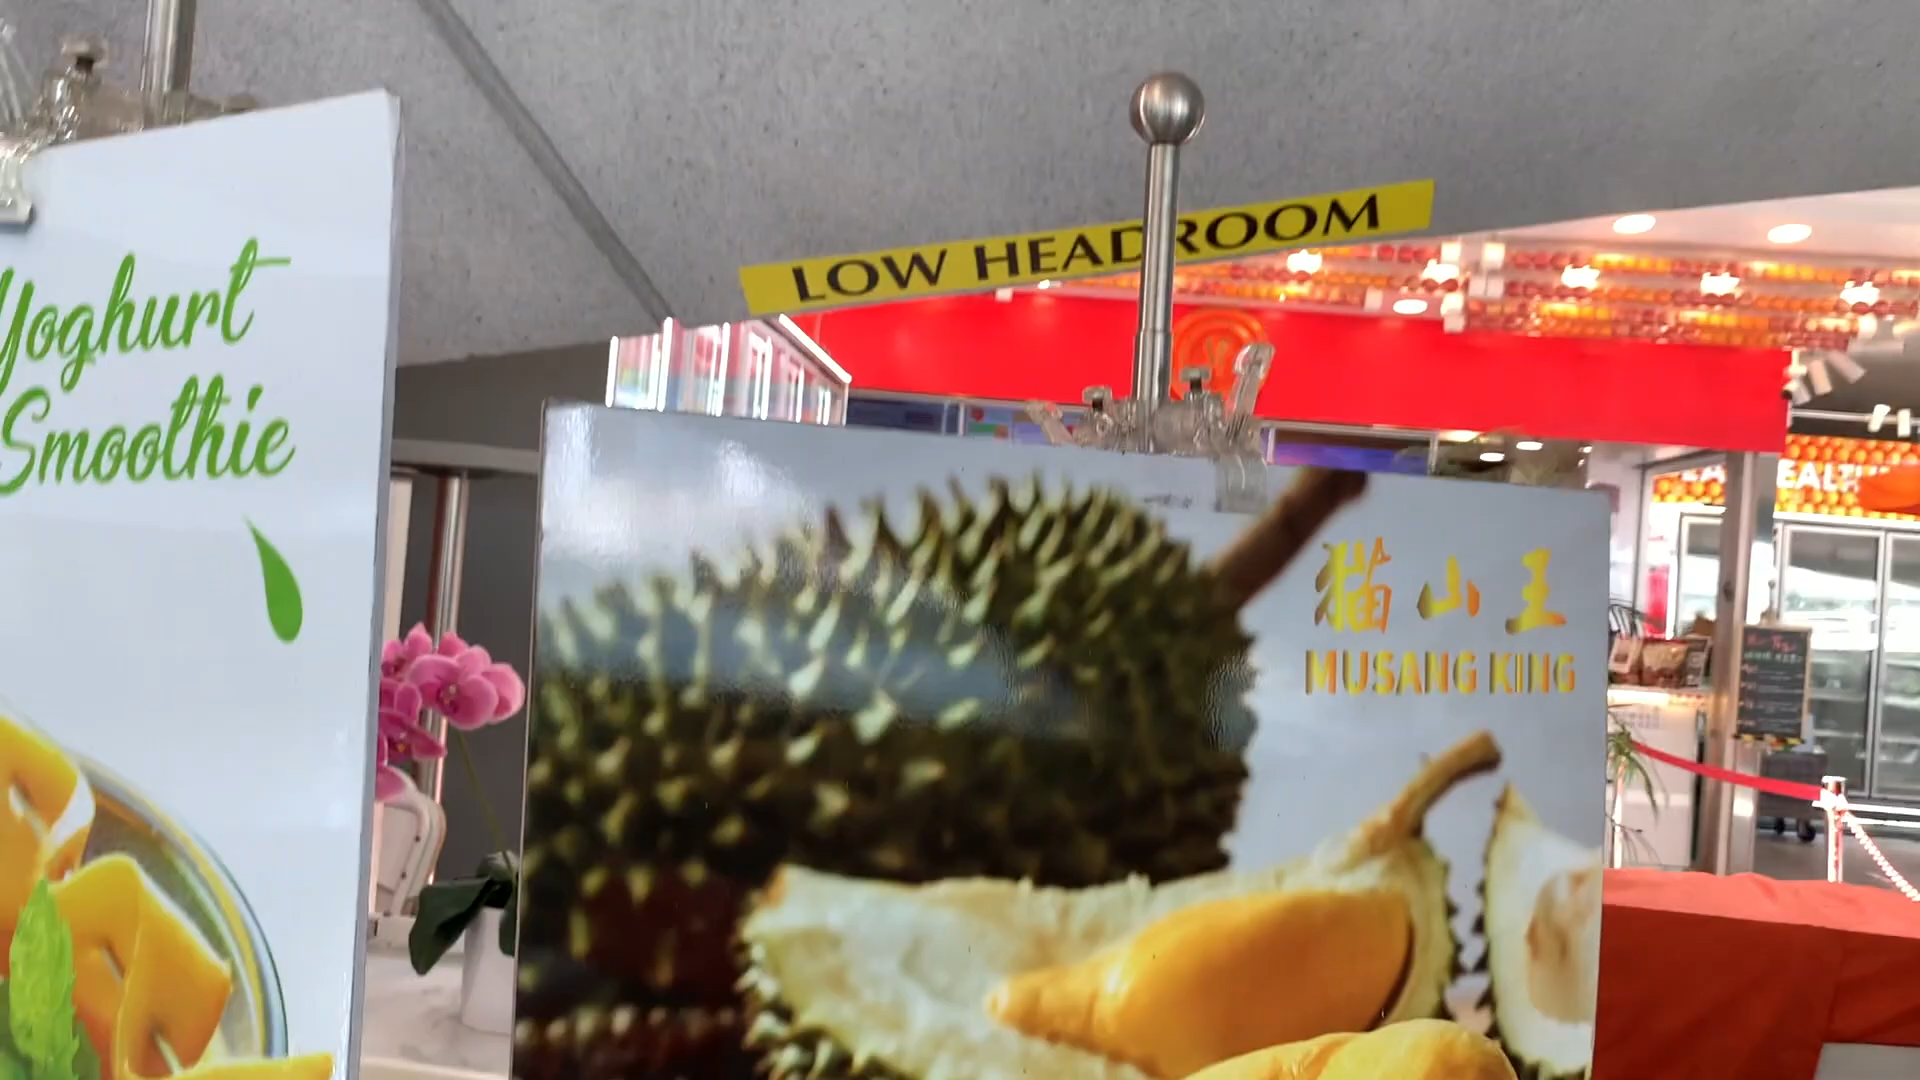 Yoghurt
Smoothie
LOW HEADROOM
猫山王
MUSANG KING